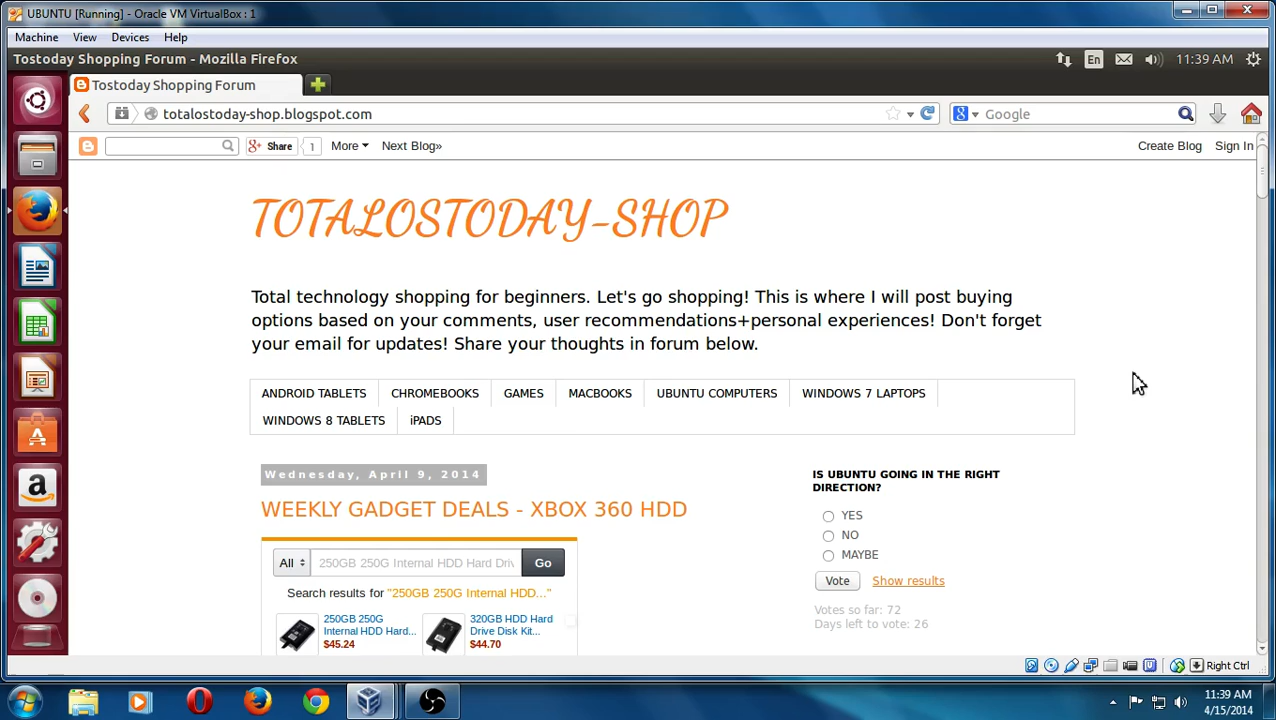 UBUNTU [Running] - Oracle VM VirtualBox : 1
Machine View Devices Help
Tostoday Shopping Forum - Mozilla Firefox
En
11:39 AM
Tostoday Shopping Forum
totalostoday-shop.blogspot.com
Google
Share 1 More Next Blog» Create Blog Sign In
TOTALOSTODAY-SHOP
Total technology shopping for beginners. Let's go shopping! This is where I will post buying
options based on your comments, user recommendations+personal experiences! Don't forget
your email for updates! Share your thoughts in forum below.
ANDROID TABLETS CHROMEBOOKS GAMES MACBOOKS UBUNTU COMPUTERS WINDOWS 7 LAPTOPS
WINDOWS 8 TABLETS iPADS
Wednesday, April 9, 2014
WEEKLY GADGET DEALS - XBOX 360 HDD
All 250GB 250G Internal HDD Hard Driv Go
Search results for "250GB 250G Internal HDD..."
250GB 250G
Internal HDD Hard...
$45.24
320GB HDD Hard
Drive Disk Kit...
$44.70
IS UBUNTU GOING IN THE RIGHT
DIRECTION?
YES
NO
MAYBE
Vote Show results
Votes so far: 72
Days left to vote: 26
Right Ctrl
11:39 AM
4/15/2014